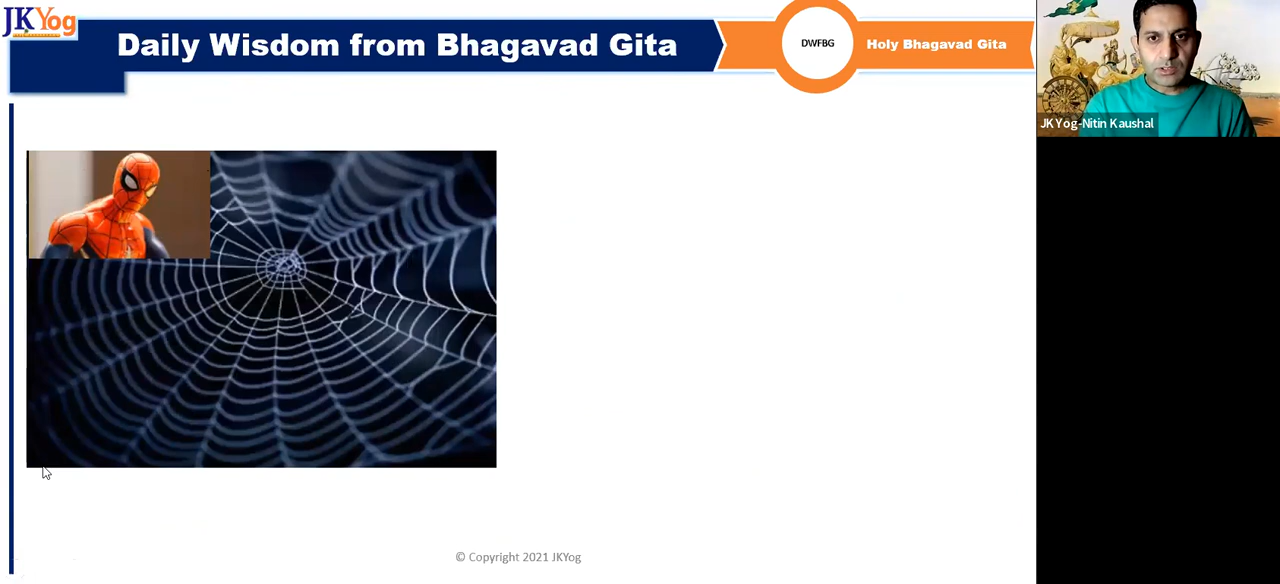 JKYog
Daily Wisdom from Bhagavad Gita
DWFBG
Holy Bhagavad Gita
JKYog-Nitin Kaushal
© Copyright 2021 JKYog